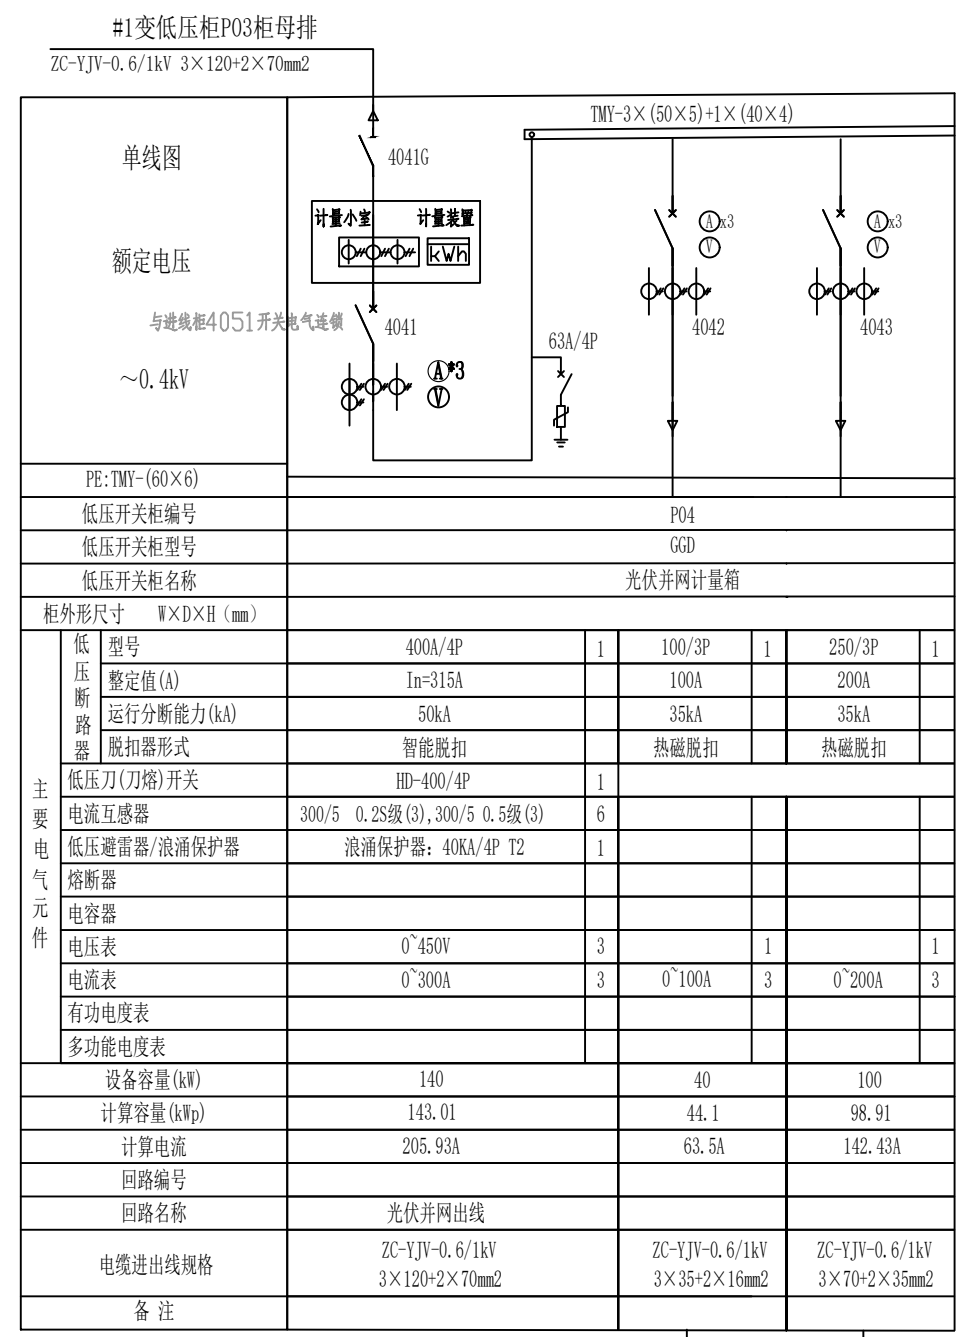 #1变低压柜P03柜母排
ZC-YJV-0.6/1kV 3×120+2×70mm2
TMY-3×(50×5)+1×(40×4)
单线图
4041G
计量小室 计量装置
kWh
A x3
V
A x3
V
额定电压
与进线柜4051开关电气连锁
4041
4042
4043
63A/4P
～0.4kV
A*3
V
PE:TMY-(60×6)
低压开关柜编号 P04
低压开关柜型号 GGD
低压开关柜名称 光伏并网计量箱
柜外形尺寸 W×D×H（mm）
主要电气元件
低压断路器
型号 400A/4P 1 100/3P 1 250/3P 1
整定值(A) In=315A 100A 200A
运行分断能力(kA) 50kA 35kA 35kA
脱扣器形式 智能脱扣 热磁脱扣 热磁脱扣
低压刀(刀熔)开关 HD-400/4P 1
电流互感器 300/5 0.2S级(3),300/5 0.5级(3) 6
低压避雷器/浪涌保护器 浪涌保护器: 40KA/4P T2 1
熔断器
电容器
电压表 0~450V 3 1 1
电流表 0~300A 3 0~100A 3 0~200A 3
有功电度表
多功能电度表
设备容量(kW) 140 40 100
计算容量(kWp) 143.01 44.1 98.91
计算电流 205.93A 63.5A 142.43A
回路编号
回路名称 光伏并网出线
电缆进出线规格
ZC-YJV-0.6/1kV ZC-YJV-0.6/1kV ZC-YJV-0.6/1kV
3×120+2×70mm2 3×35+2×16mm2 3×70+2×35mm2
备 注